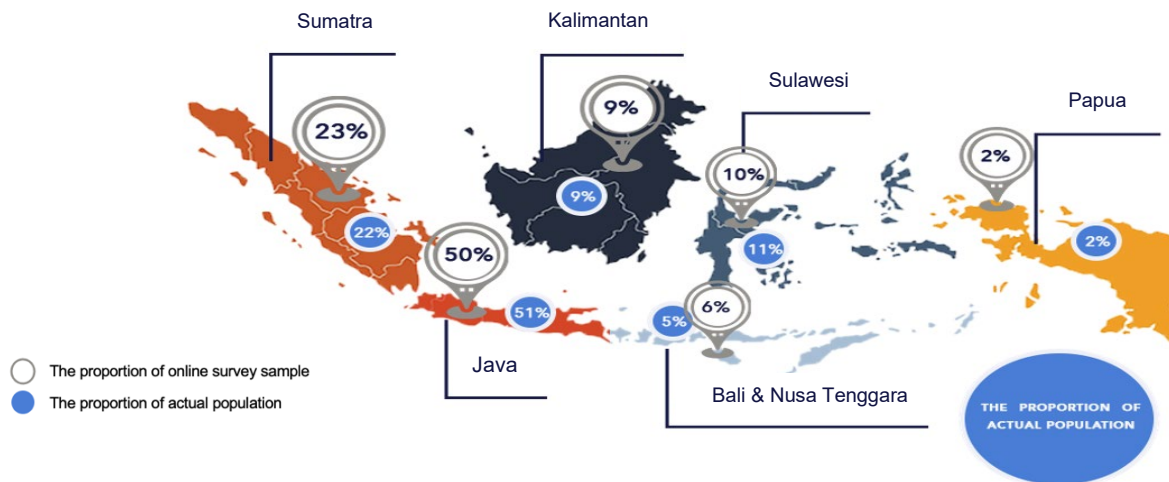 Sumatra
Kalimantan
Sulawesi
Papua
23%
9%
2%
10%
9%
22%
2%
50%
11%
51%
5%
6%
The proportion of online survey sample
Java
The proportion of actual population
Bali & Nusa Tenggara
THE PROPORTION OF
ACTUAL POPULATION